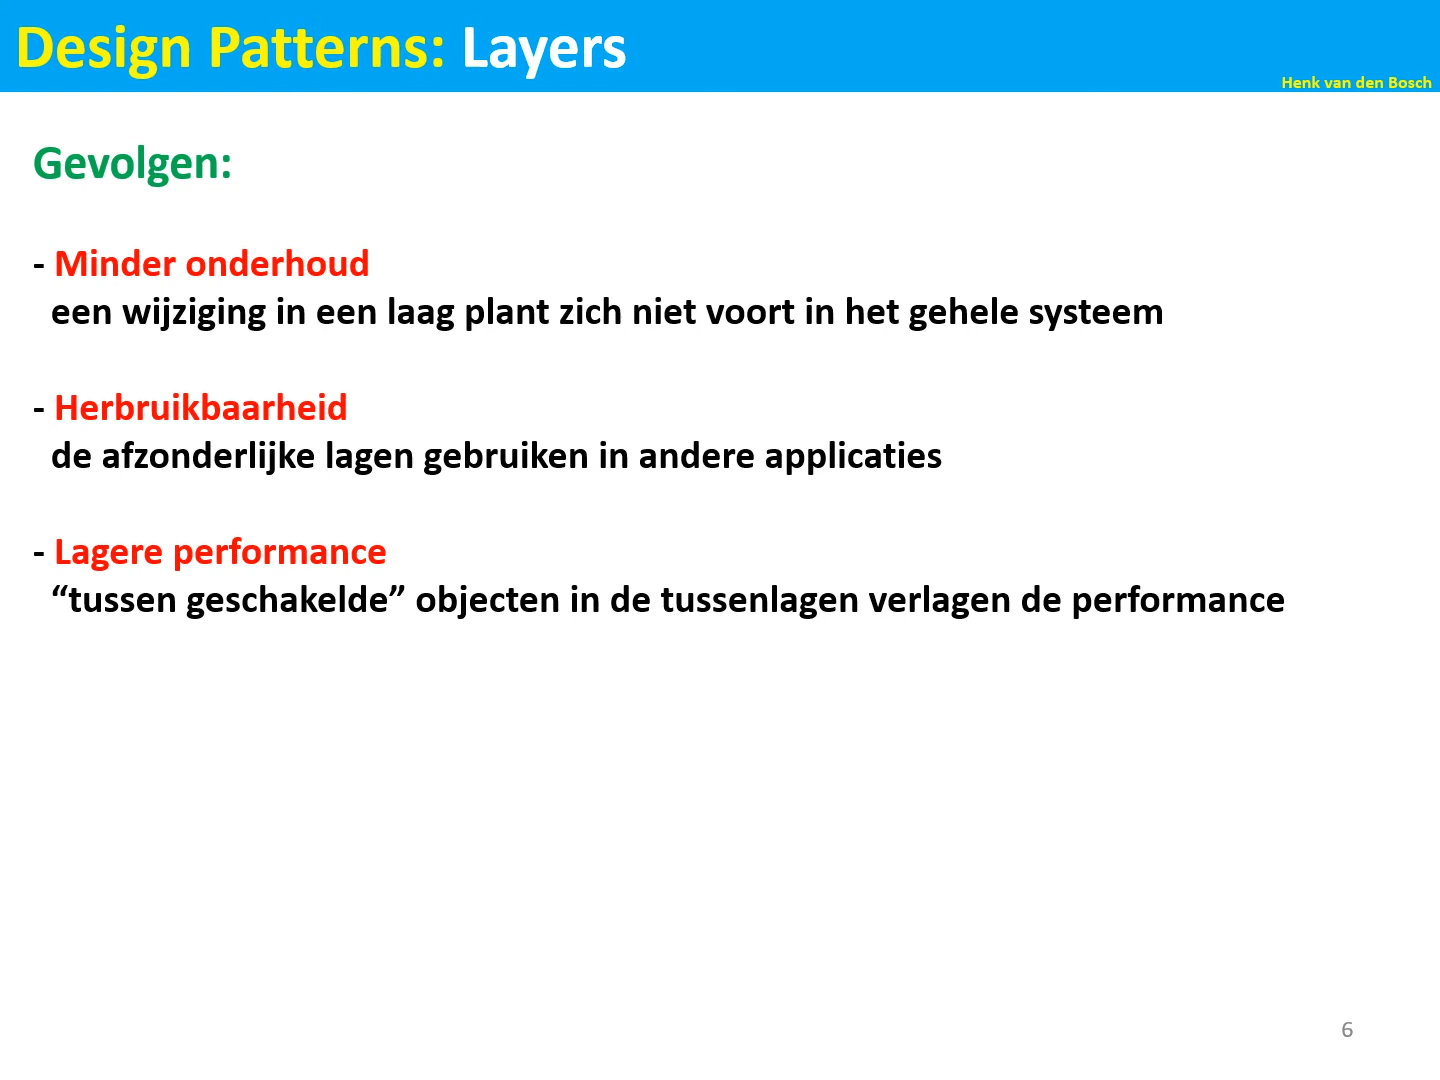 Design Patterns: Layers
Henk van den Bosch
Gevolgen:
- Minder onderhoud
een wijziging in een laag plant zich niet voort in het gehele systeem
- Herbruikbaarheid
de afzonderlijke lagen gebruiken in andere applicaties
- Lagere performance
“tussen geschakelde” objecten in de tussenlagen verlagen de performance
6